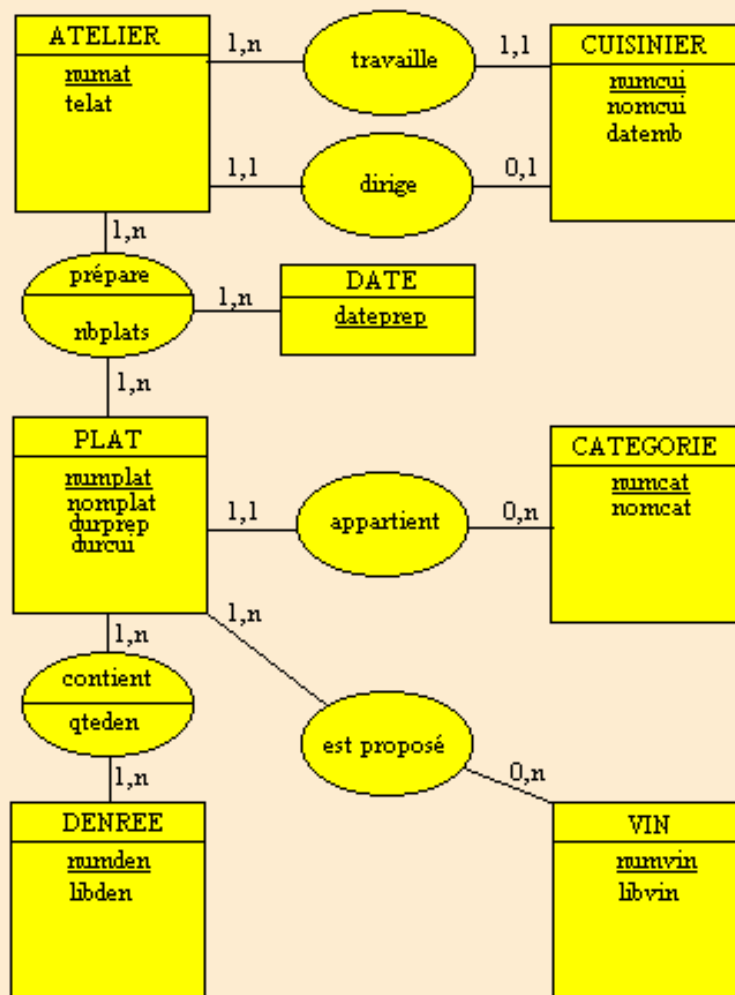 ATELIER
numat
telat
1,n
travaille
1,1
CUISINIER
numcui
nomcui
datemb
1,1
dirige
0,1
1,n
prépare
nbplats
1,n
DATE
dateprep
1,n
PLAT
numplat
nomplat
durprep
durcui
1,1
appartient
0,n
CATEGORIE
numcat
nomcat
1,n
1,n
contient
qteden
est proposé
1,n
0,n
DENREE
numden
libden
VIN
numvin
libvin